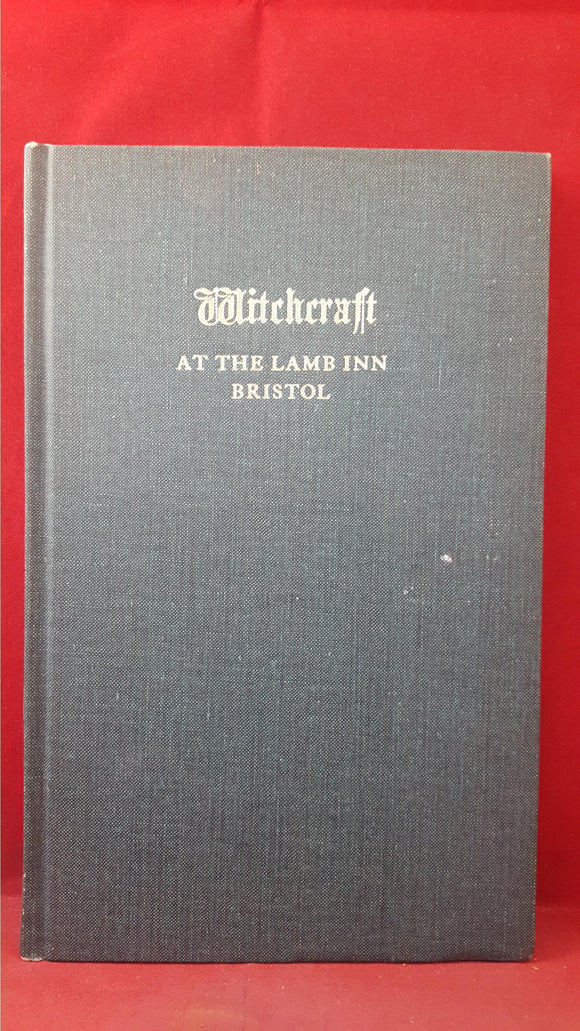 Witchcraft
AT THE LAMB INN
BRISTOL